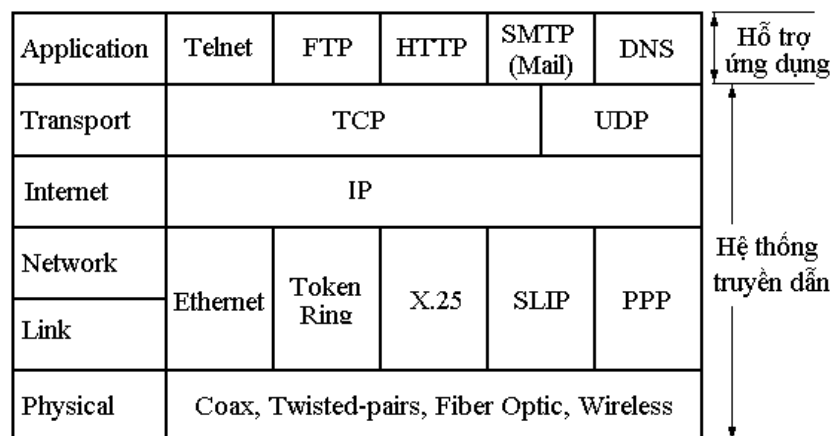 Application
Telnet
FTP
HTTP
SMTP
(Mail)
DNS
Hỗ trợ
ứng dụng
Transport
TCP
UDP
Internet
IP
Network
Link
Ethernet
Token
Ring
X.25
SLIP
PPP
Hệ thống
truyền dẫn
Physical
Coax, Twisted-pairs, Fiber Optic, Wireless